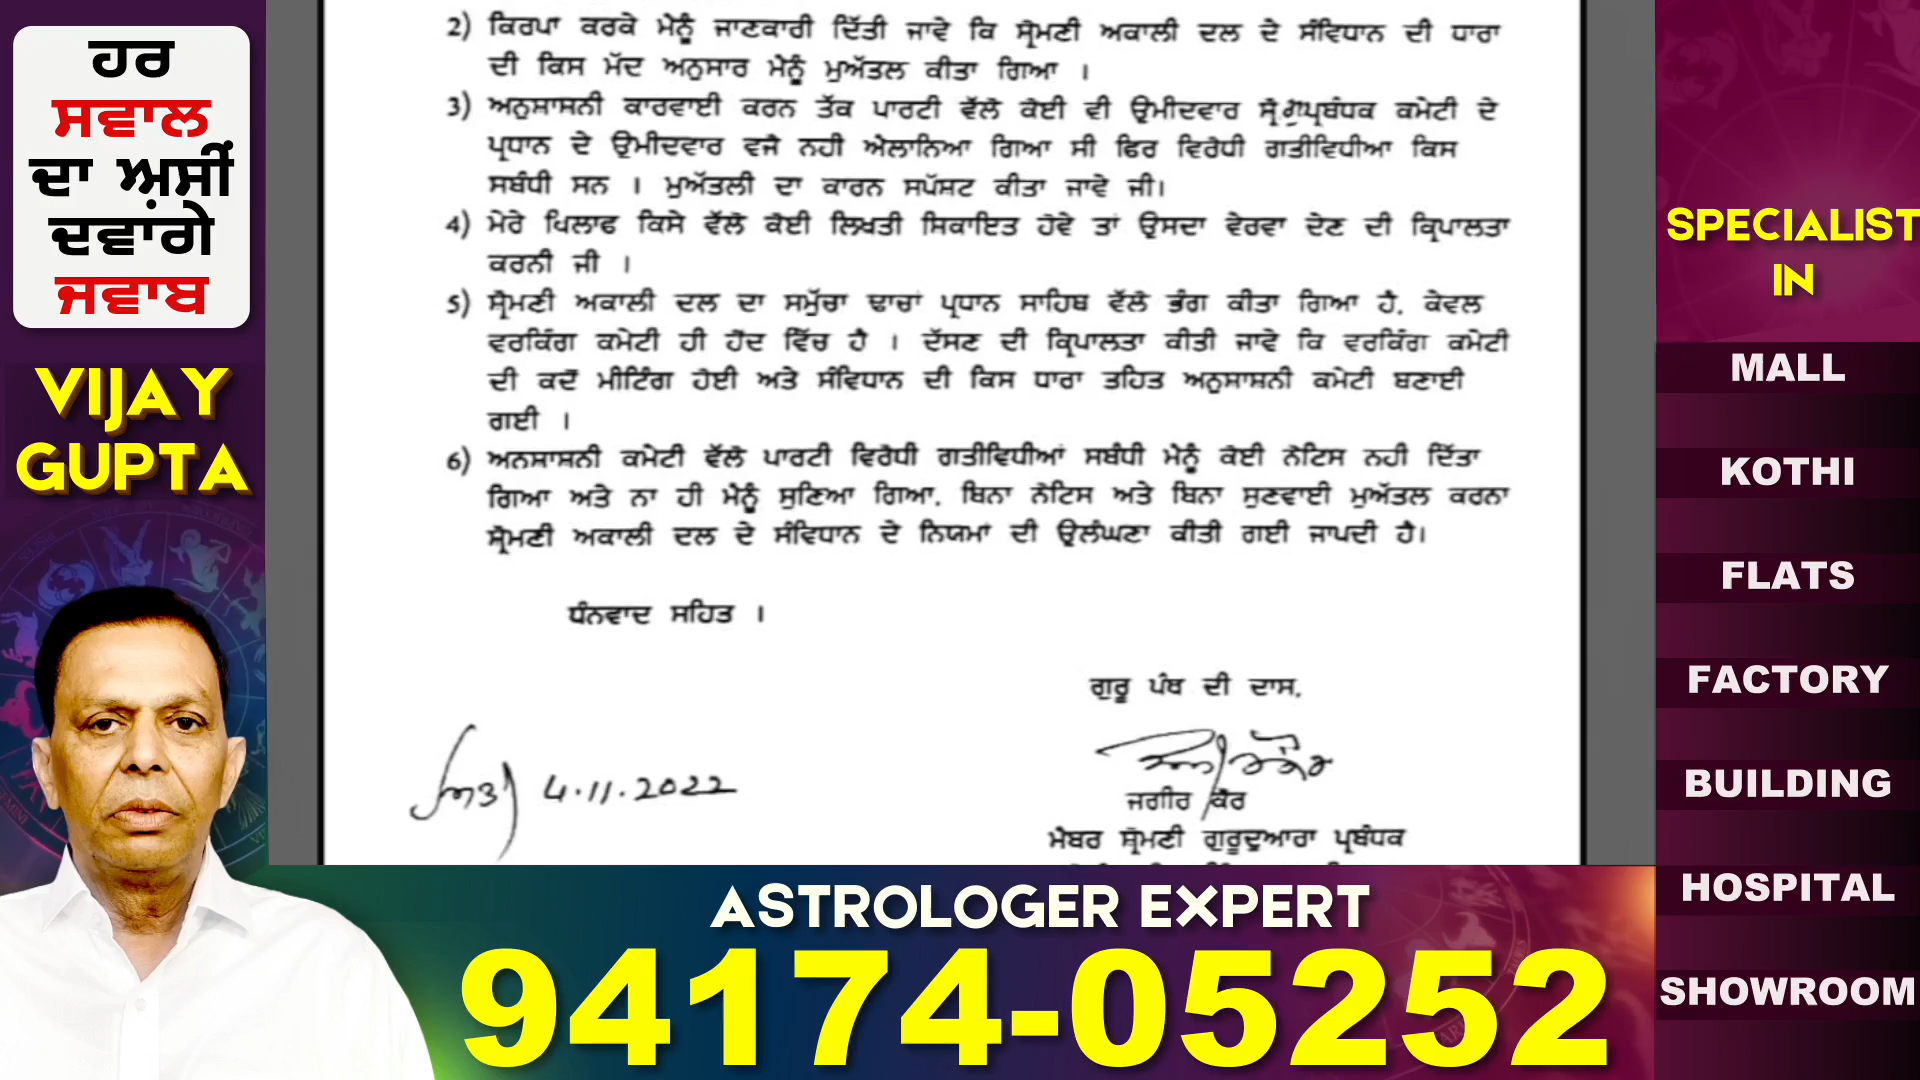 ਹਰ
ਸਵਾਲ
ਦਾ ਅਸੀਂ
ਦਵਾਂਗੇ
ਜਵਾਬ
VIJAY
GUPTA
2) ਕਿਰਪਾ ਕਰਕੇ ਮੈਨੂੰ ਜਾਣਕਾਰੀ ਦਿੱਤੀ ਜਾਵੇ ਕਿ ਸ਼੍ਰੋਮਣੀ ਅਕਾਲੀ ਦਲ ਦੇ ਸੰਵਿਧਾਨ ਦੀ ਧਾਰਾ
ਦੀ ਕਿਸ ਮੱਦ ਅਨੁਸਾਰ ਮੈਨੂੰ ਮੁਅੱਤਲ ਕੀਤਾ ਗਿਆ ।
3) ਅਨੁਸ਼ਾਸ਼ਨੀ ਕਾਰਵਾਈ ਕਰਨ ਤੱਕ ਪਾਰਟੀ ਵੱਲੋ ਕੋਈ ਵੀ ਉਮੀਦਵਾਰ ਸ਼੍ਰੋ.ਗੁ.ਪ੍ਰਬੰਧਕ ਕਮੇਟੀ ਦੇ
ਪ੍ਰਧਾਨ ਦੇ ਉਮੀਦਵਾਰ ਵਜੋ ਨਹੀ ਐਲਾਨਿਆ ਗਿਆ ਸੀ ਫਿਰ ਵਿਰੋਧੀ ਗਤੀਵਿਧੀਆ ਕਿਸ
ਸਬੰਧੀ ਸਨ । ਮੁਅੱਤਲੀ ਦਾ ਕਾਰਨ ਸਪੱਸ਼ਟ ਕੀਤਾ ਜਾਵੇ ਜੀ।
4) ਮੇਰੇ ਖਿਲਾਫ ਕਿਸੇ ਵੱਲੋ ਕੋਈ ਲਿਖਤੀ ਸ਼ਿਕਾਇਤ ਹੋਵੇ ਤਾਂ ਉਸਦਾ ਵੇਰਵਾ ਦੇਣ ਦੀ ਕ੍ਰਿਪਾਲਤਾ
ਕਰਨੀ ਜੀ ।
5) ਸ਼੍ਰੋਮਣੀ ਅਕਾਲੀ ਦਲ ਦਾ ਸਮੁੱਚਾ ਢਾਚਾਂ ਪ੍ਰਧਾਨ ਸਾਹਿਬ ਵੱਲੋ ਭੰਗ ਕੀਤਾ ਗਿਆ ਹੈ, ਕੇਵਲ
ਵਰਕਿੰਗ ਕਮੇਟੀ ਹੀ ਹੋਂਦ ਵਿੱਚ ਹੈ । ਦੱਸਣ ਦੀ ਕ੍ਰਿਪਾਲਤਾ ਕੀਤੀ ਜਾਵੇ ਕਿ ਵਰਕਿੰਗ ਕਮੇਟੀ
ਦੀ ਕਦੋਂ ਮੀਟਿੰਗ ਹੋਈ ਅਤੇ ਸੰਵਿਧਾਨ ਦੀ ਕਿਸ ਧਾਰਾ ਤਹਿਤ ਅਨੁਸ਼ਾਸ਼ਨੀ ਕਮੇਟੀ ਬਣਾਈ
ਗਈ ।
6) ਅਨਸ਼ਾਸ਼ਨੀ ਕਮੇਟੀ ਵੱਲੋ ਪਾਰਟੀ ਵਿਰੋਧੀ ਗਤੀਵਿਧੀਆਂ ਸਬੰਧੀ ਮੈਨੂੰ ਕੋਈ ਨੋਟਿਸ ਨਹੀ ਦਿੱਤਾ
ਗਿਆ ਅਤੇ ਨਾ ਹੀ ਮੈਨੂੰ ਸੁਣਿਆ ਗਿਆ, ਬਿਨਾ ਨੋਟਿਸ ਅਤੇ ਬਿਨਾ ਸੁਣਵਾਈ ਮੁਅੱਤਲ ਕਰਨਾ
ਸ਼੍ਰੋਮਣੀ ਅਕਾਲੀ ਦਲ ਦੇ ਸੰਵਿਧਾਨ ਦੇ ਨਿਯਮਾਂ ਦੀ ਉਲੰਘਣਾ ਕੀਤੀ ਗਈ ਜਾਪਦੀ ਹੈ।
ਧੰਨਵਾਦ ਸਹਿਤ ।
ਗੁਰੂ ਪੰਥ ਦੀ ਦਾਸ,
ਜਗੀਰ ਕੌਰ
ਮੈਂਬਰ ਸ਼੍ਰੋਮਣੀ ਗੁਰੂਦੁਆਰਾ ਪ੍ਰਬੰਧਕ
ਮਿਤੀ 4.11.2022
SPECIALIST
IN
MALL
KOTHI
FLATS
FACTORY
BUILDING
HOSPITAL
SHOWROOM
ASTROLOGER EXPERT
94174-05252